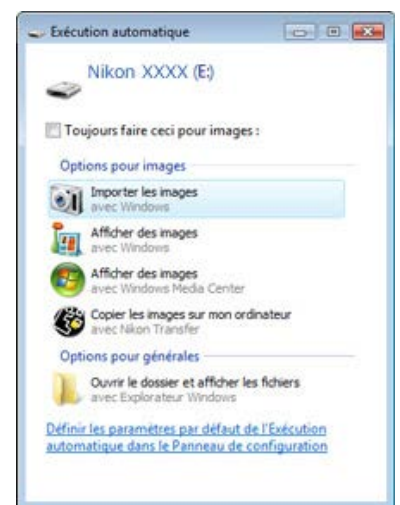 Exécution automatique
Nikon XXXX (E:)
Toujours faire ceci pour images :
Options pour images
Importer les images
avec Windows
Afficher des images
avec Windows
Afficher des images
avec Windows Media Center
Copier les images sur mon ordinateur
avec Nikon Transfer
Options pour générales
Ouvrir le dossier et afficher les fichiers
avec Explorateur Windows
Définir les paramètres par défaut de l'Exécution
automatique dans le Panneau de configuration